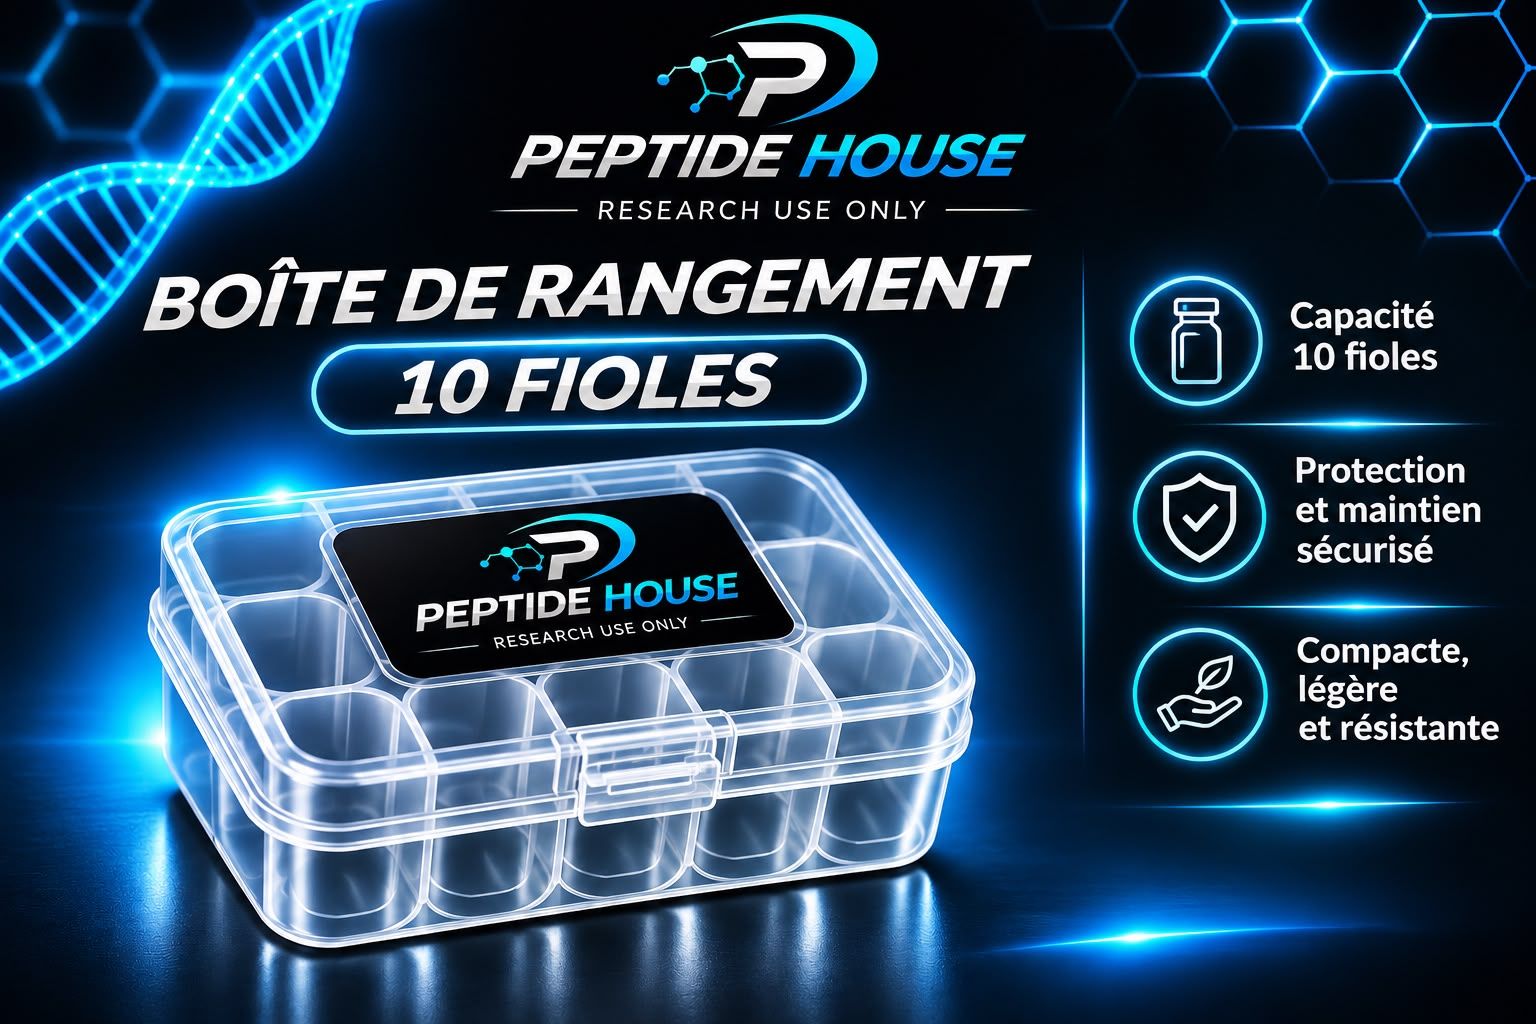 P
PEPTIDE HOUSE
RESEARCH USE ONLY
BOÎTE DE RANGEMENT
10 FIOLES
Capacité
10 fioles
Protection
et maintien
sécurisé
Compacte,
légère
et résistante
P
PEPTIDE HOUSE
RESEARCH USE ONLY